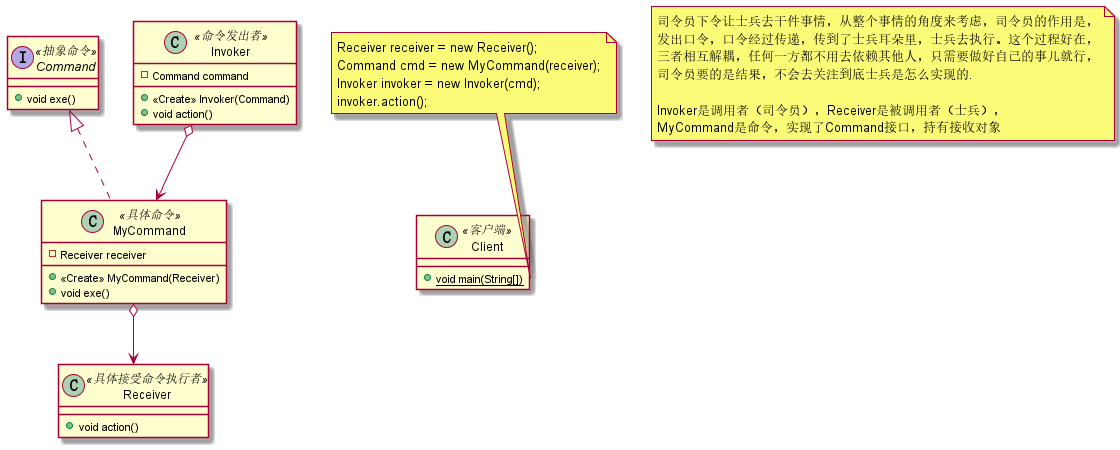 «抽象命令»
I
Command
void exe()
«命令发出者»
C
Invoker
Command command
«Create» Invoker(Command)
void action()
Receiver receiver = new Receiver();
Command cmd = new MyCommand(receiver);
Invoker invoker = new Invoker(cmd);
invoker.action();
司令员下令让士兵去干件事情，从整个事情的角度来考虑，司令员的作用是，
发出口令，口令经过传递，传到了士兵耳朵里，士兵去执行。这个过程好在，
三者相互解耦，任何一方都不用去依赖其他人，只需要做好自己的事儿就行，
司令员要的是结果，不会去关注到底士兵是怎么实现的.
Invoker是调用者（司令员），Receiver是被调用者（士兵），
MyCommand是命令，实现了Command接口，持有接收对象
«具体命令»
C
MyCommand
Receiver receiver
«Create» MyCommand(Receiver)
void exe()
«客户端»
C
Client
void main(String[])
«具体接受命令执行者»
C
Receiver
void action()